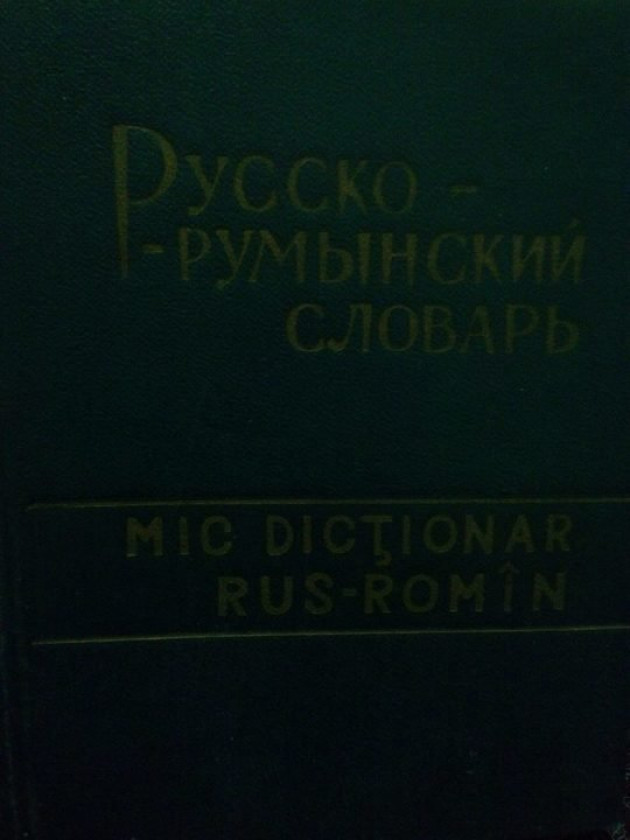 Русско-
-румынский
словарь
MIC DICŢIONAR
RUS-ROMÎN